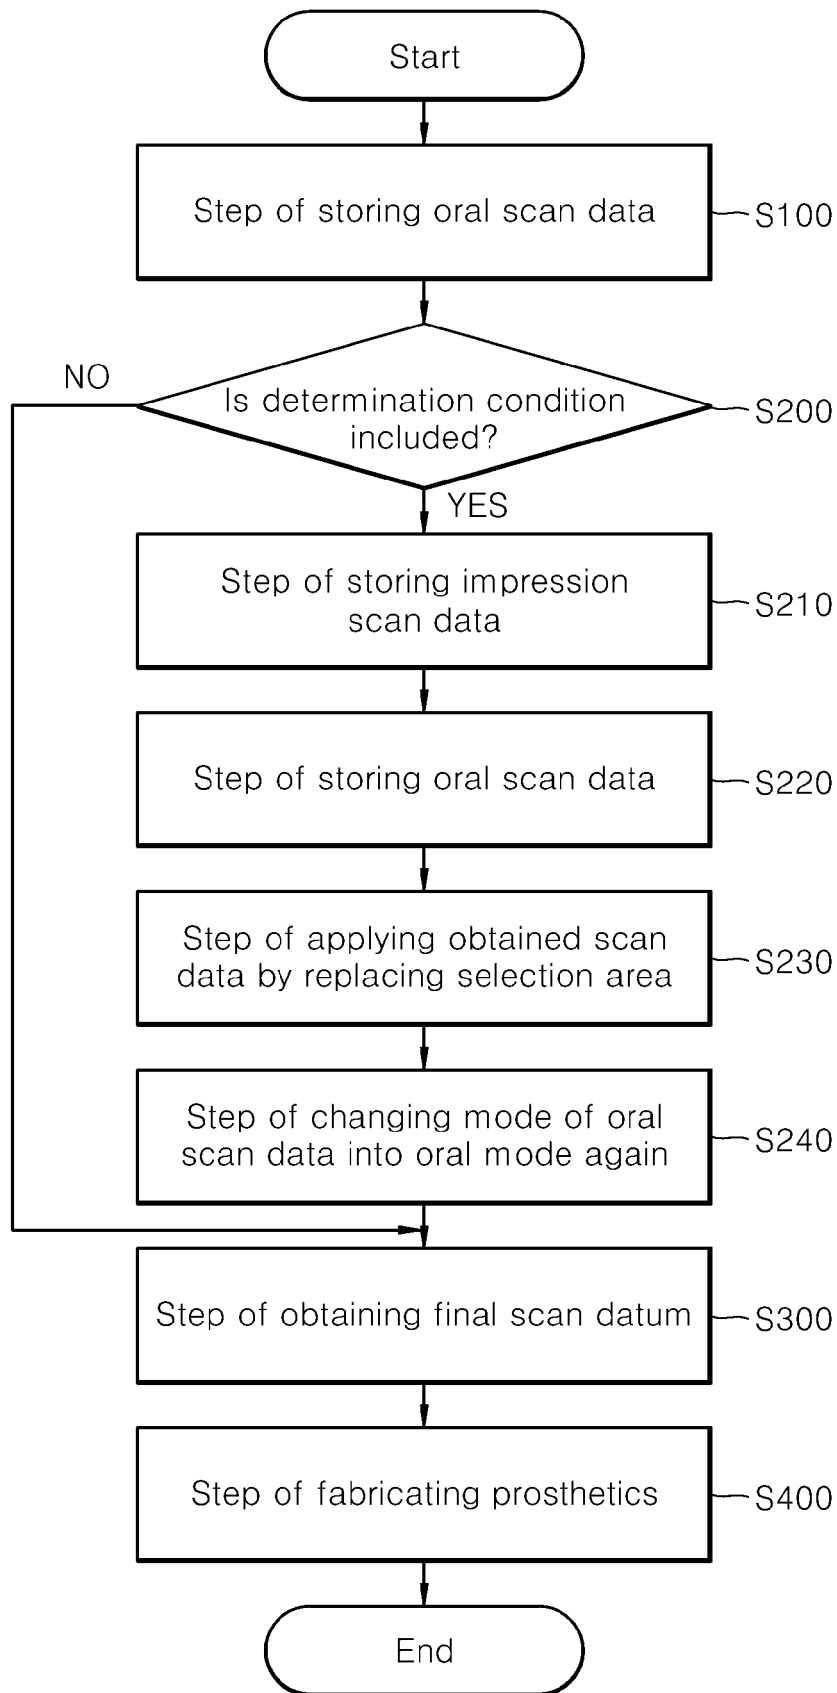 Start
Step of storing oral scan data
S100
NO
Is determination condition
included?
S200
YES
Step of storing impression
scan data
S210
Step of storing oral scan data
S220
Step of applying obtained scan
data by replacing selection area
S230
Step of changing mode of oral
scan data into oral mode again
S240
Step of obtaining final scan datum
S300
Step of fabricating prosthetics
S400
End